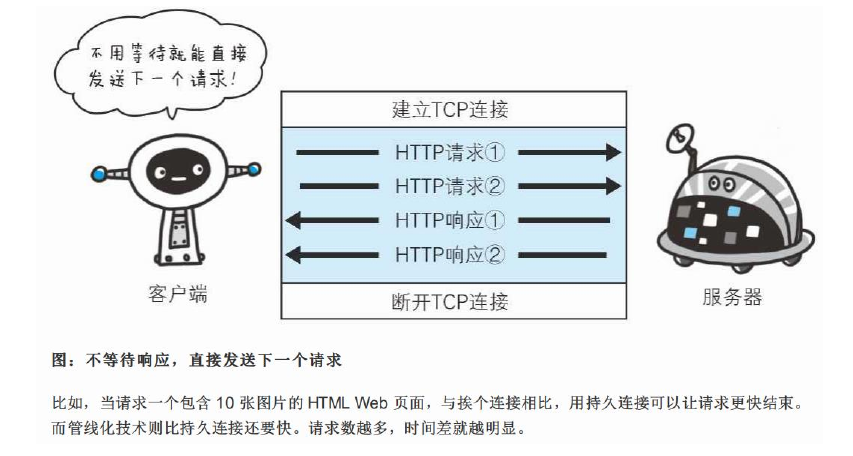 不用等待就能直接
发送下一个请求！
建立TCP连接
HTTP请求①
HTTP请求②
HTTP响应①
HTTP响应②
断开TCP连接
客户端
服务器
图：不等待响应，直接发送下一个请求
比如，当请求一个包含 10 张图片的 HTML Web 页面，与挨个连接相比，用持久连接可以让请求更快结束。
而管线化技术则比持久连接还要快。请求数越多，时间差就越明显。